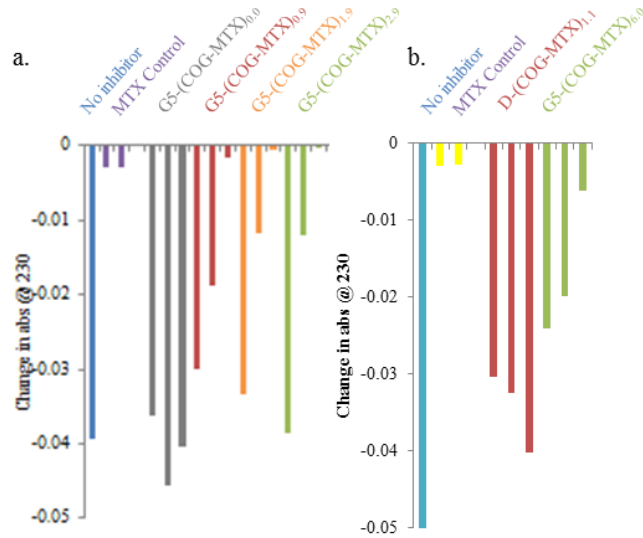 a.
No inhibitor
MTX Control
G5-(COG-MTX)0.0
G5-(COG-MTX)0.9
G5-(COG-MTX)1.9
G5-(COG-MTX)2.9
0
-0.01
-0.02
-0.03
-0.04
-0.05
Change in abs @ 230
b.
No inhibitor
MTX Control
D-(COG-MTX)1.1
G5-(COG-MTX)6.0
0
-0.01
-0.02
-0.03
-0.04
-0.05
Change in abs @ 230